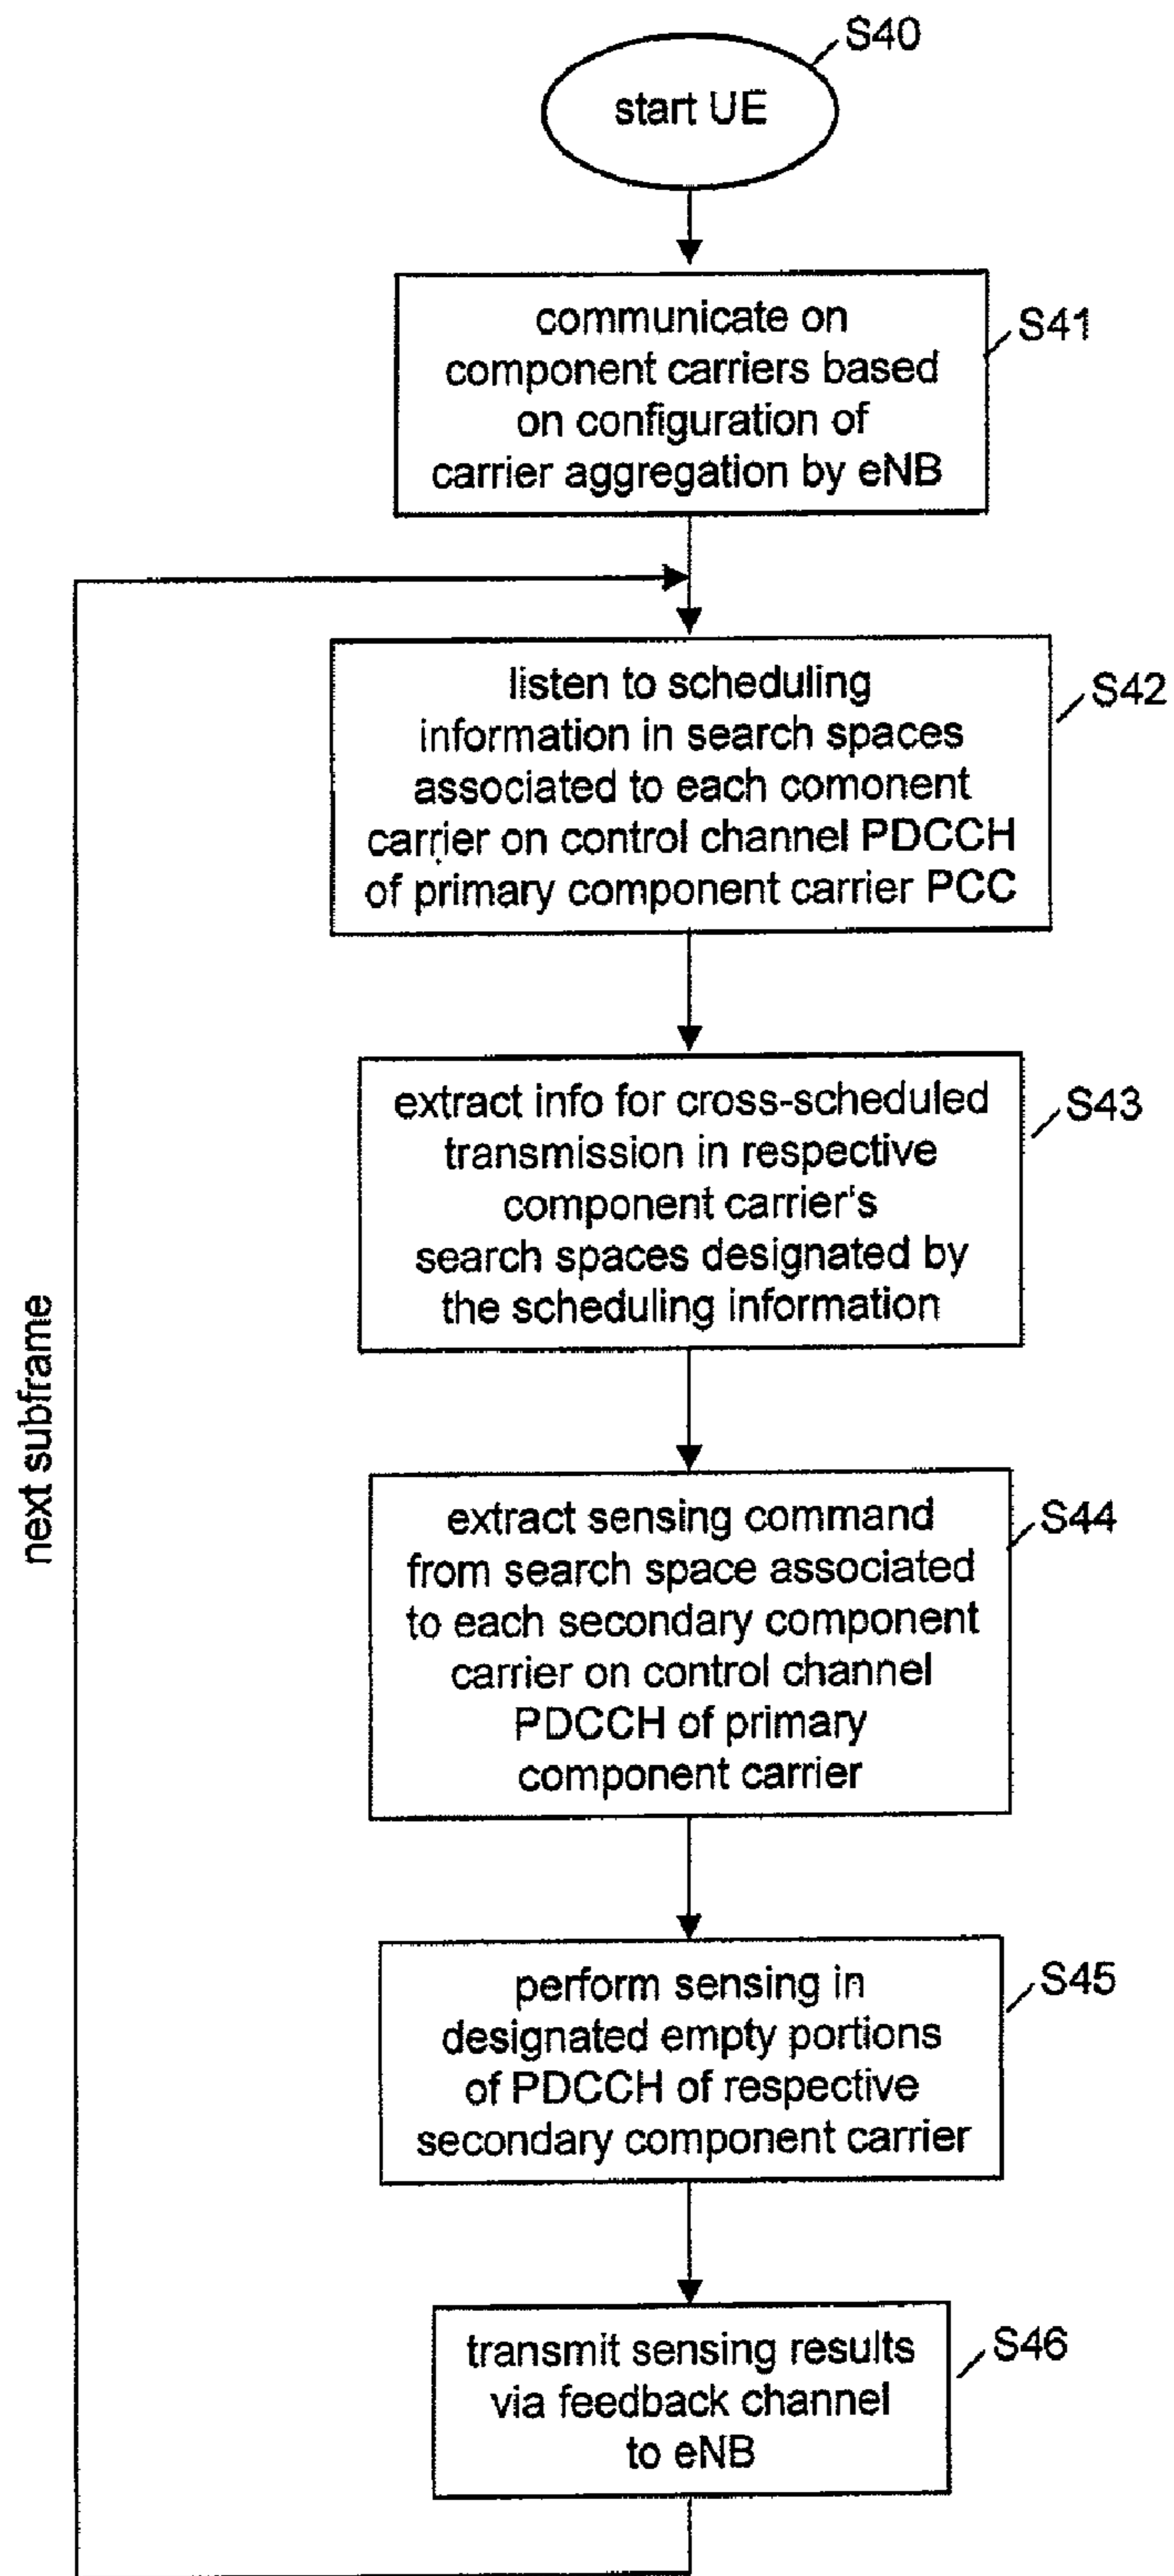 S40
start UE
S41
communicate on
component carriers based
on configuration of
carrier aggregation by eNB
S42
listen to scheduling
information in search spaces
associated to each comonent
carrier on control channel PDCCH
of primary component carrier PCC
S43
extract info for cross-scheduled
transmission in respective
component carrier's
search spaces designated by
the scheduling information
next subframe
S44
extract sensing command
from search space associated
to each secondary component
carrier on control channel
PDCCH of primary
component carrier
S45
perform sensing in
designated empty portions
of PDCCH of respective
secondary component carrier
S46
transmit sensing results
via feedback channel
to eNB